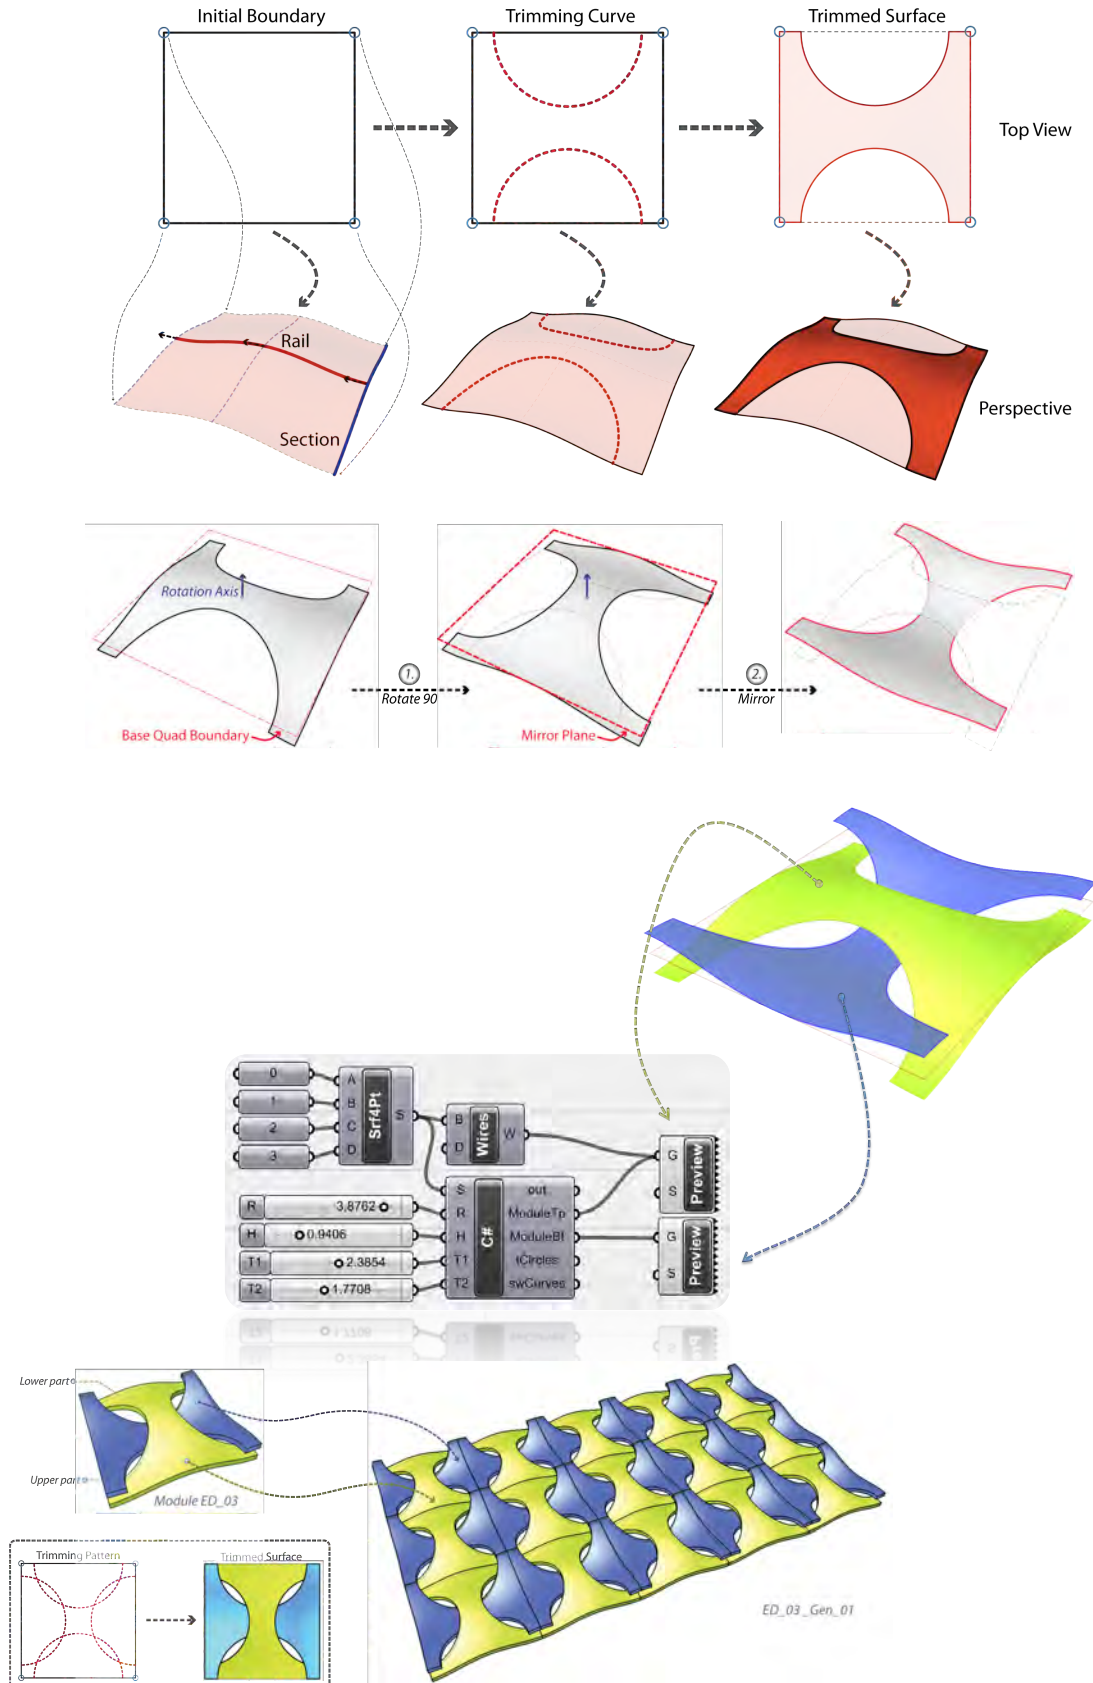 Initial Boundary
Trimming Curve
Trimmed Surface
Top View
Rail
Section
Perspective
Rotation Axis
Base Quad Boundary
1.
Rotate 90
Mirror Plane
2.
Mirror
0
1
2
3
A
B
C
D
Srf4Pt
S
B
D
Wires
W
R 3.8762
H 0.9406
T1 2.3854
T2 1.7708
S
R
H
T1
T2
C#
out
ModuleTp
ModuleBt
tCircles
swCurves
G
S
Preview
G
S
Preview
Lower part
Upper part
Module ED_03
Trimming Pattern
Trimmed Surface
ED_03_Gen_01